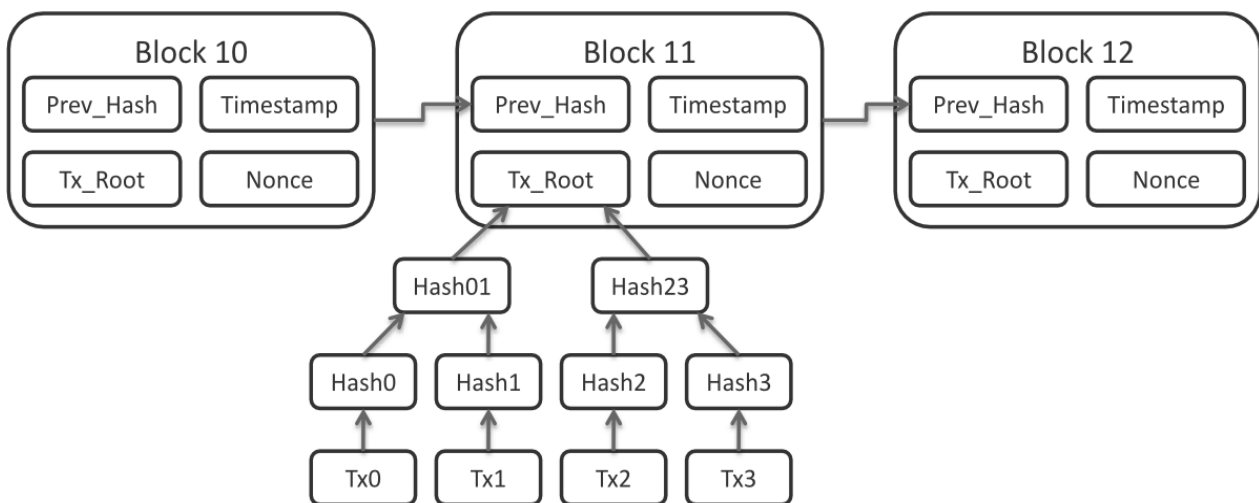 Block 10 Block 11 Block 12
Prev_Hash Timestamp Prev_Hash Timestamp Prev_Hash Timestamp
Tx_Root Nonce Tx_Root Nonce Tx_Root Nonce
Hash01 Hash23
Hash0 Hash1 Hash2 Hash3
Tx0 Tx1 Tx2 Tx3